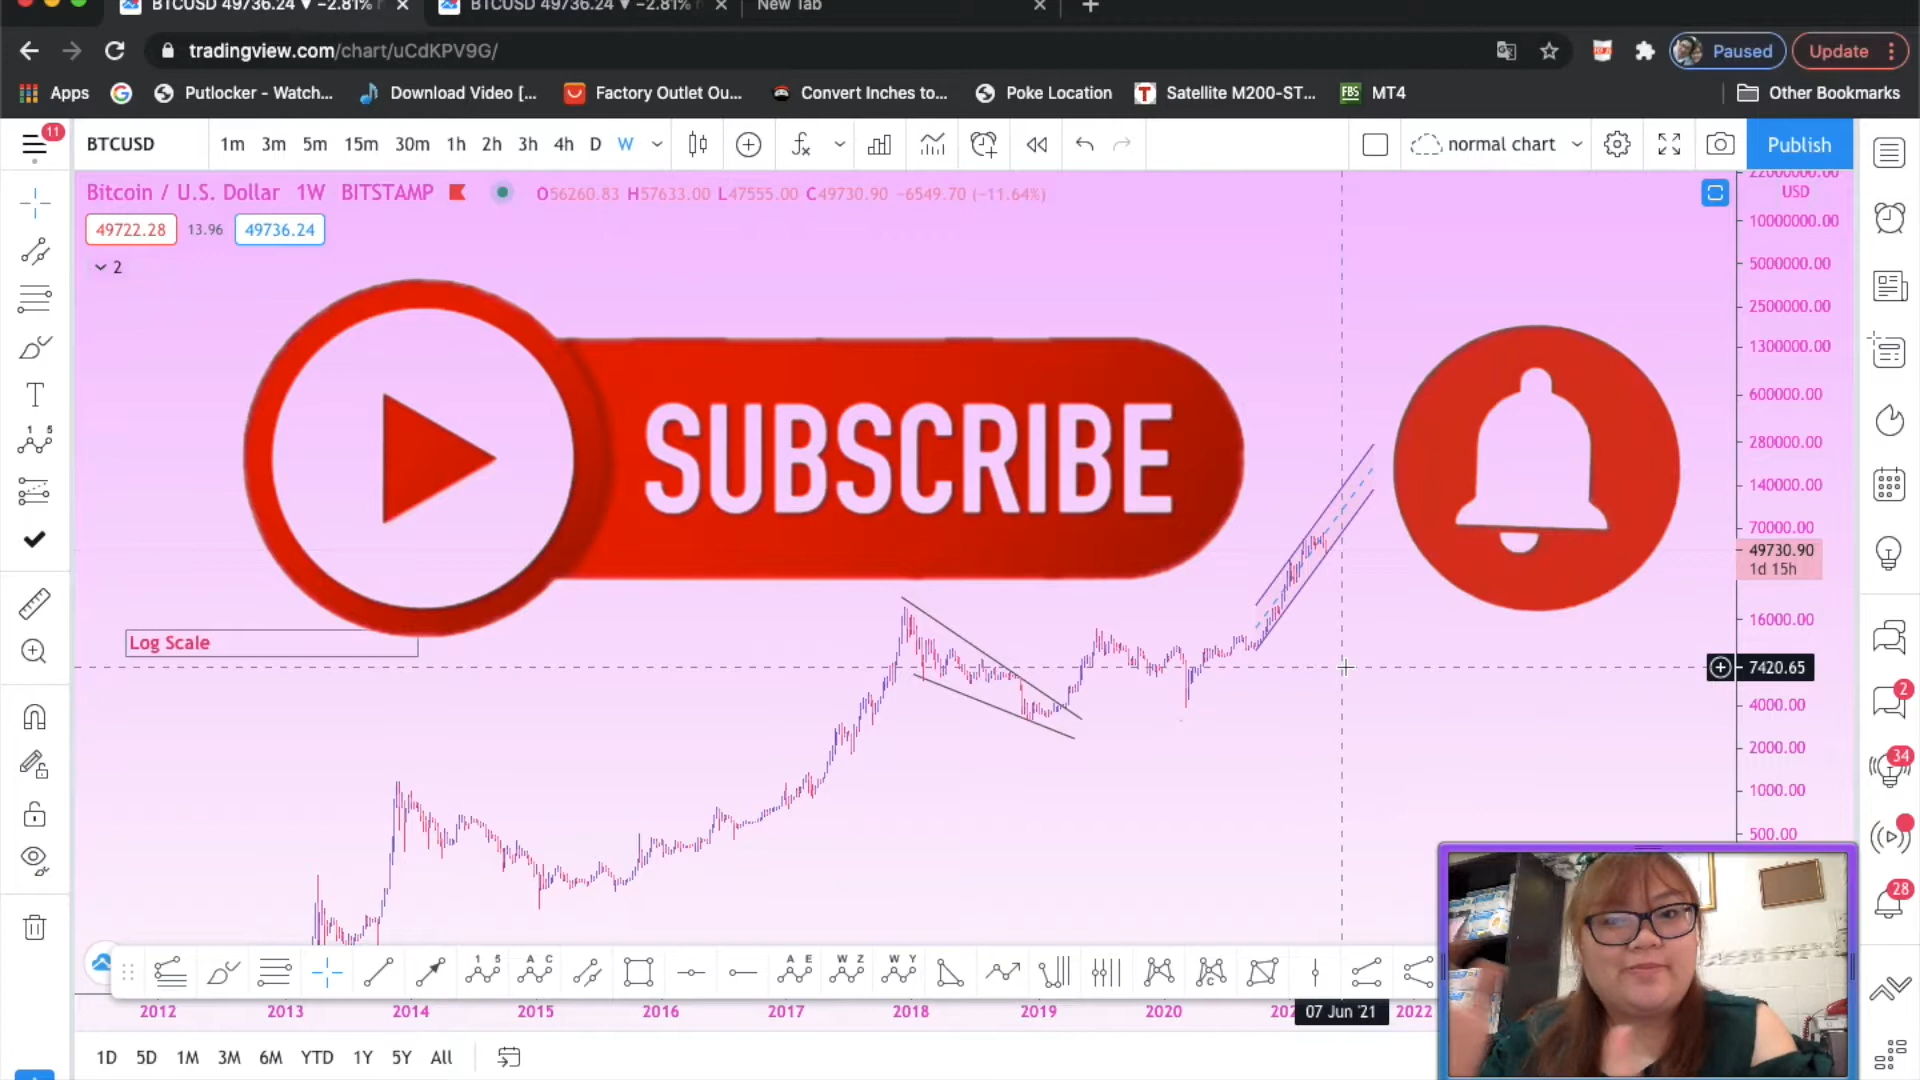 BTCUSD 49736.24 ▼ −2.81%
BTCUSD 49736.24 ▼ −2.81%
New Tab
tradingview.com/chart/uCdKPV9G/
Paused
Update
Apps
Putlocker - Watch...
Download Video [...
Factory Outlet Ou...
Convert Inches to...
Poke Location
T
Satellite M200-ST...
FBS
MT4
Other Bookmarks
11
BTCUSD
1m 3m 5m 15m 30m 1h 2h 3h 4h D W
normal chart
Publish
Bitcoin / U.S. Dollar 1W BITSTAMP
O56260.83 H57633.00 L47555.00 C49730.90 −6549.70 (−11.64%)
USD
49722.28 13.96 49736.24
2
22000000.00
10000000.00
5000000.00
2500000.00
1300000.00
600000.00
280000.00
140000.00
70000.00
49730.90
1d 15h
16000.00
7420.65
4000.00
2000.00
1000.00
500.00
SUBSCRIBE
Log Scale
T
1 5
2
34
28
1 5
A C
A E
W Z
W Y
C
2012 2013 2014 2015 2016 2017 2018 2019 2020
07 Jun '21
2022
1D 5D 1M 3M 6M YTD 1Y 5Y All